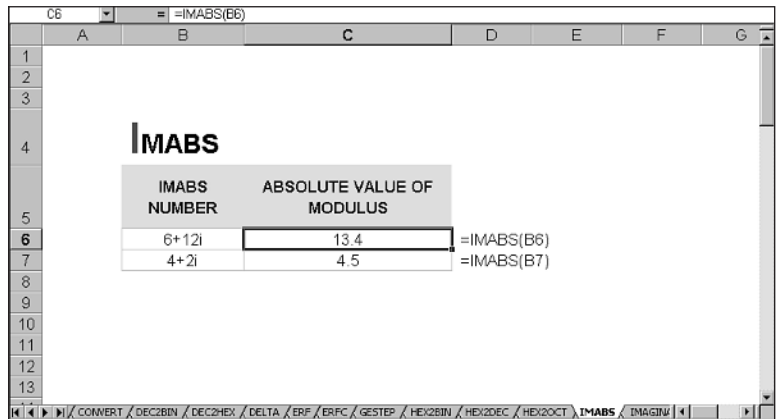 C6 = =IMABS(B6)
A B C D E F G
1
2
3
4 IMABS
5 IMABS NUMBER ABSOLUTE VALUE OF MODULUS
6 6+12i 13.4 =IMABS(B6)
7 4+2i 4.5 =IMABS(B7)
8
9
10
11
12
13
CONVERT DEC2BIN DEC2HEX DELTA ERF ERFC GESTEP HEX2BIN HEX2DEC HEX2OCT IMABS